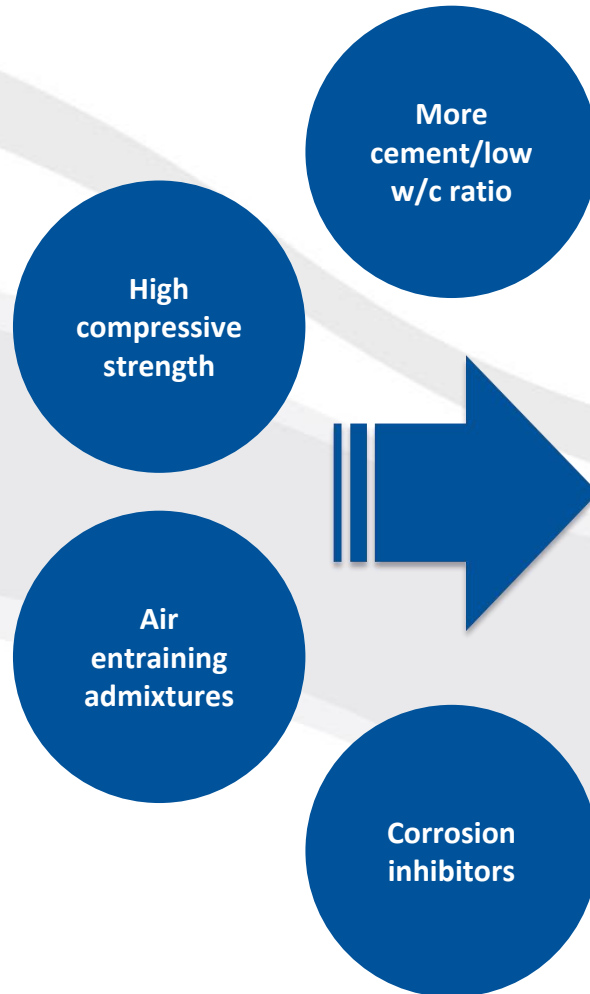 More
cement/low
w/c ratio
High
compressive
strength
Air
entraining
admixtures
Corrosion
inhibitors